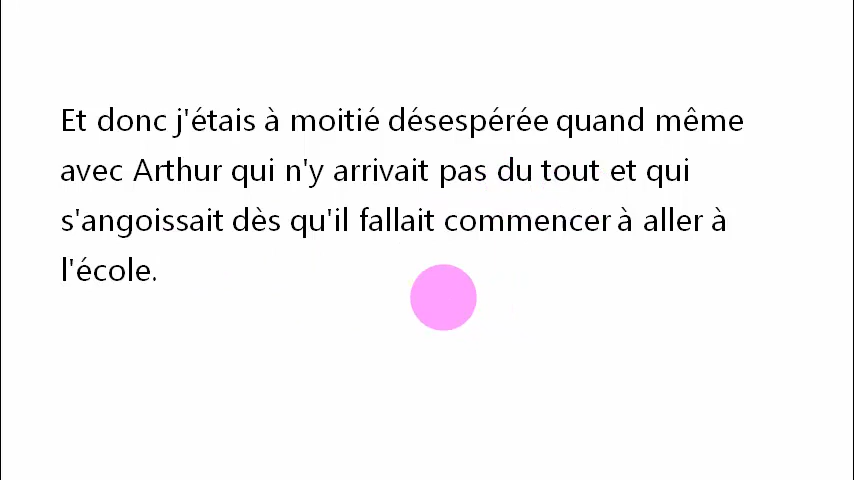 Et donc j'étais à moitié désespérée quand même
avec Arthur qui n'y arrivait pas du tout et qui
s'angoissait dès qu'il fallait commencer à aller à
l'école.